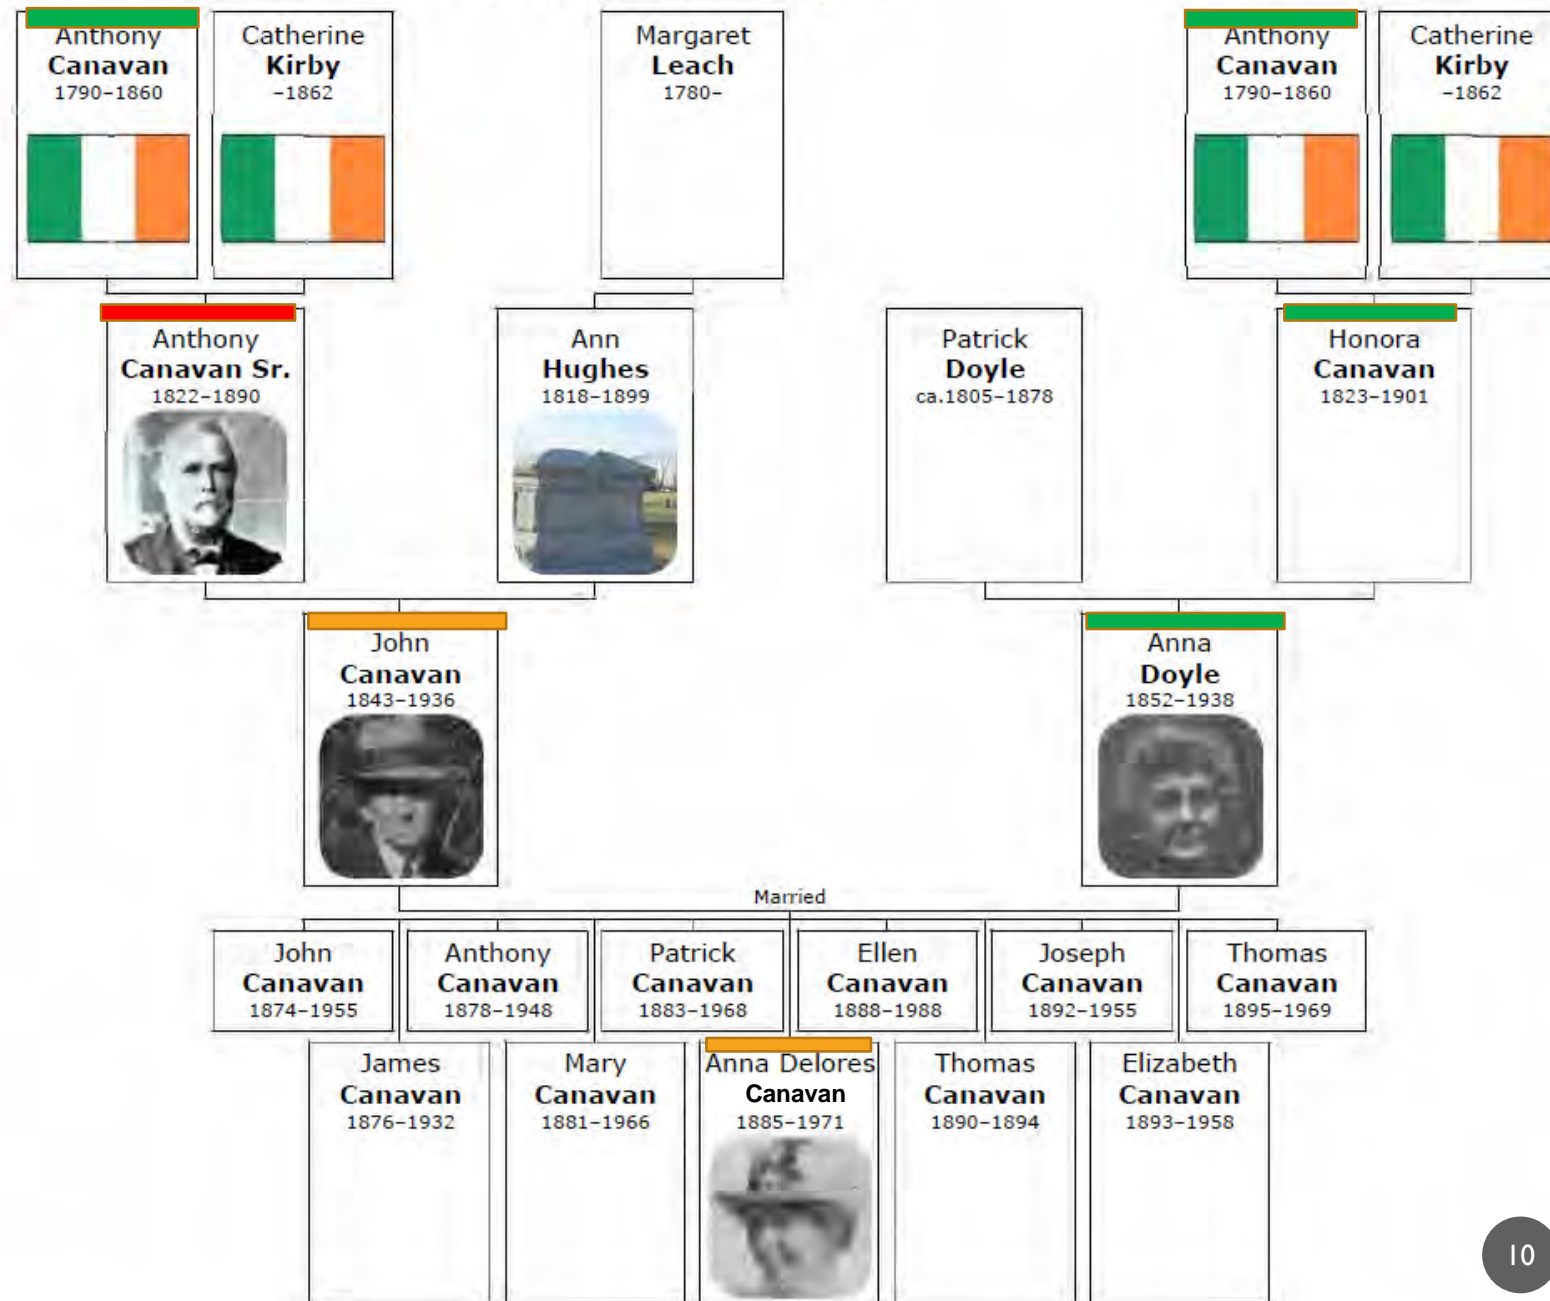 Anthony
Canavan
1790–1860
Catherine
Kirby
–1862
Margaret
Leach
1780–
Anthony
Canavan
1790–1860
Catherine
Kirby
–1862
Anthony
Canavan Sr.
1822–1890
Ann
Hughes
1818–1899
Patrick
Doyle
ca.1805–1878
Honora
Canavan
1823–1901
John
Canavan
1843–1936
Anna
Doyle
1852–1938
Married
John
Canavan
1874–1955
Anthony
Canavan
1878–1948
Patrick
Canavan
1883–1968
Ellen
Canavan
1888–1988
Joseph
Canavan
1892–1955
Thomas
Canavan
1895–1969
James
Canavan
1876–1932
Mary
Canavan
1881–1966
Anna Delores
Canavan
1885–1971
Thomas
Canavan
1890–1894
Elizabeth
Canavan
1893–1958
10